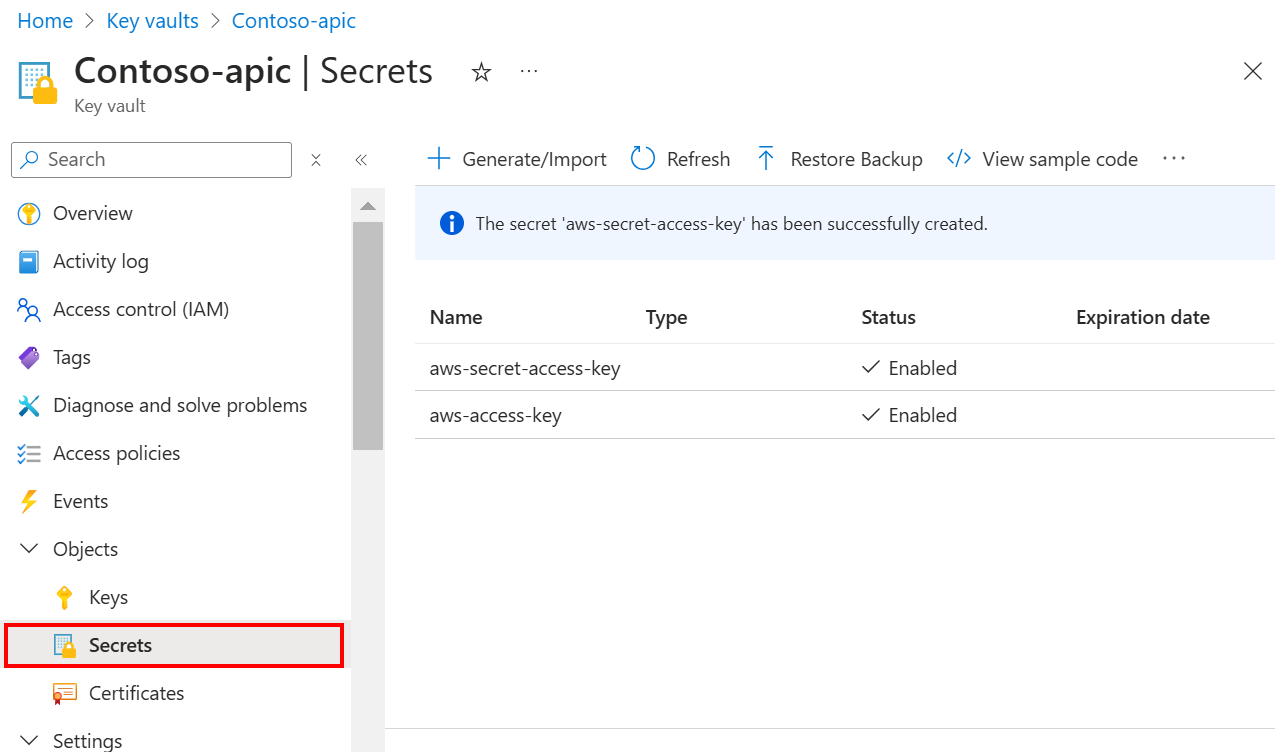 Home > Key vaults > Contoso-apic
Contoso-apic | Secrets ...
Key vault
Search
Generate/Import Refresh Restore Backup View sample code ...
Overview
Activity log
Access control (IAM)
Tags
Diagnose and solve problems
Access policies
Events
Objects
Keys
Secrets
Certificates
Settings
The secret 'aws-secret-access-key' has been successfully created.
Name Type Status Expiration date
aws-secret-access-key Enabled
aws-access-key Enabled